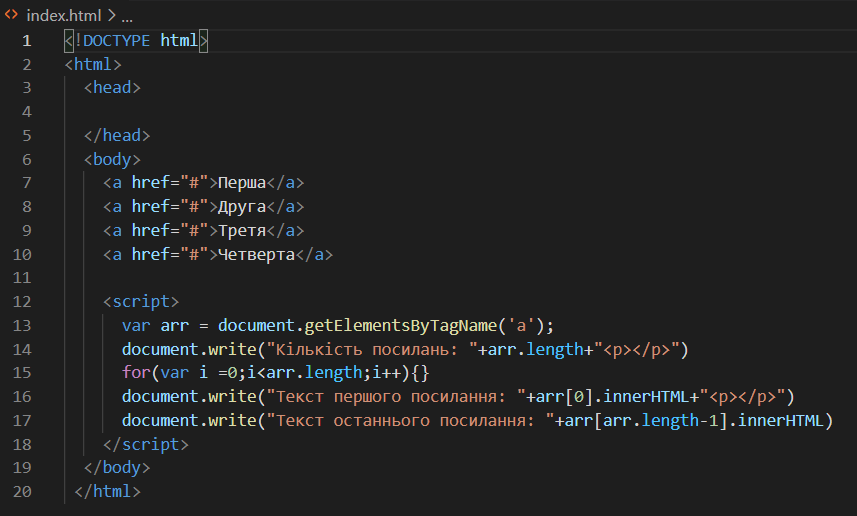 <> index.html > ...
1 <!DOCTYPE html>
2 <html>
3 <head>
4
5 </head>
6 <body>
7 <a href="#">Перша</a>
8 <a href="#">Друга</a>
9 <a href="#">Третя</a>
10 <a href="#">Четверта</a>
11
12 <script>
13 var arr = document.getElementsByTagName('a');
14 document.write("Кількість посилань: "+arr.length+"<p></p>")
15 for(var i =0;i<arr.length;i++){}
16 document.write("Текст першого посилання: "+arr[0].innerHTML+"<p></p>")
17 document.write("Текст останнього посилання: "+arr[arr.length-1].innerHTML)
18 </script>
19 </body>
20 </html>